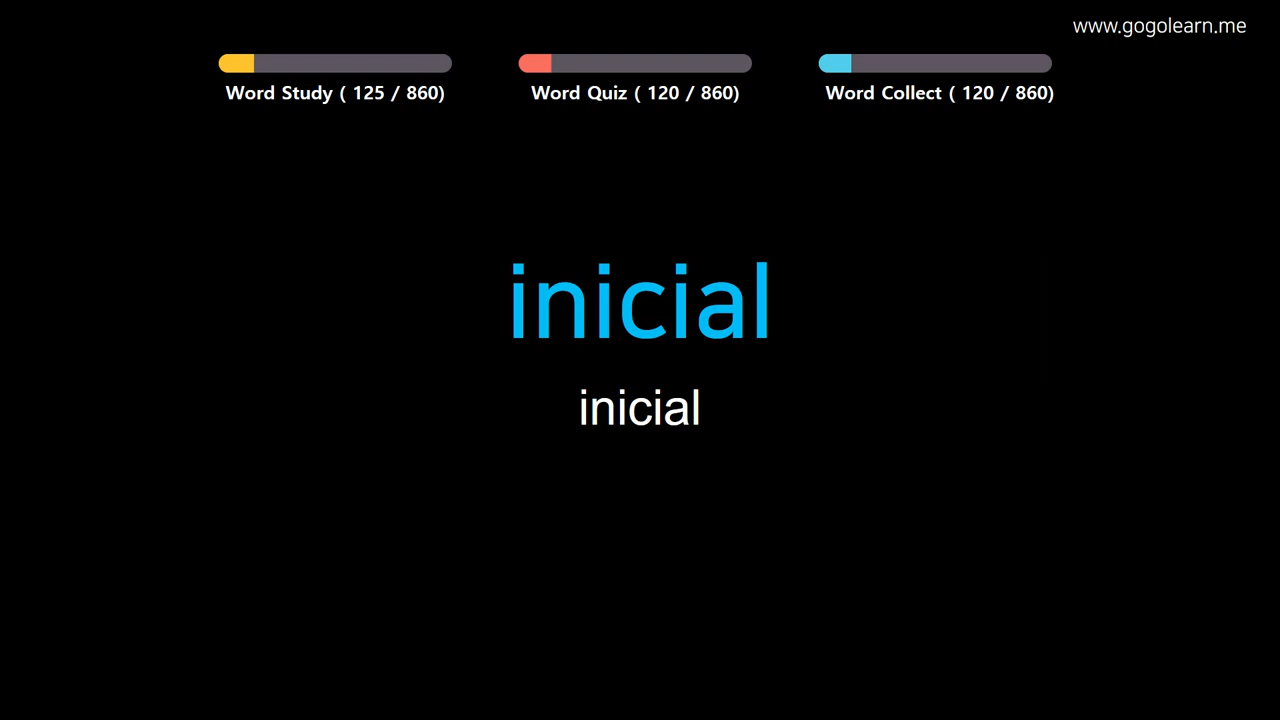 www.gogolearn.me
Word Study ( 125 / 860)
Word Quiz ( 120 / 860)
Word Collect ( 120 / 860)
inicial
inicial